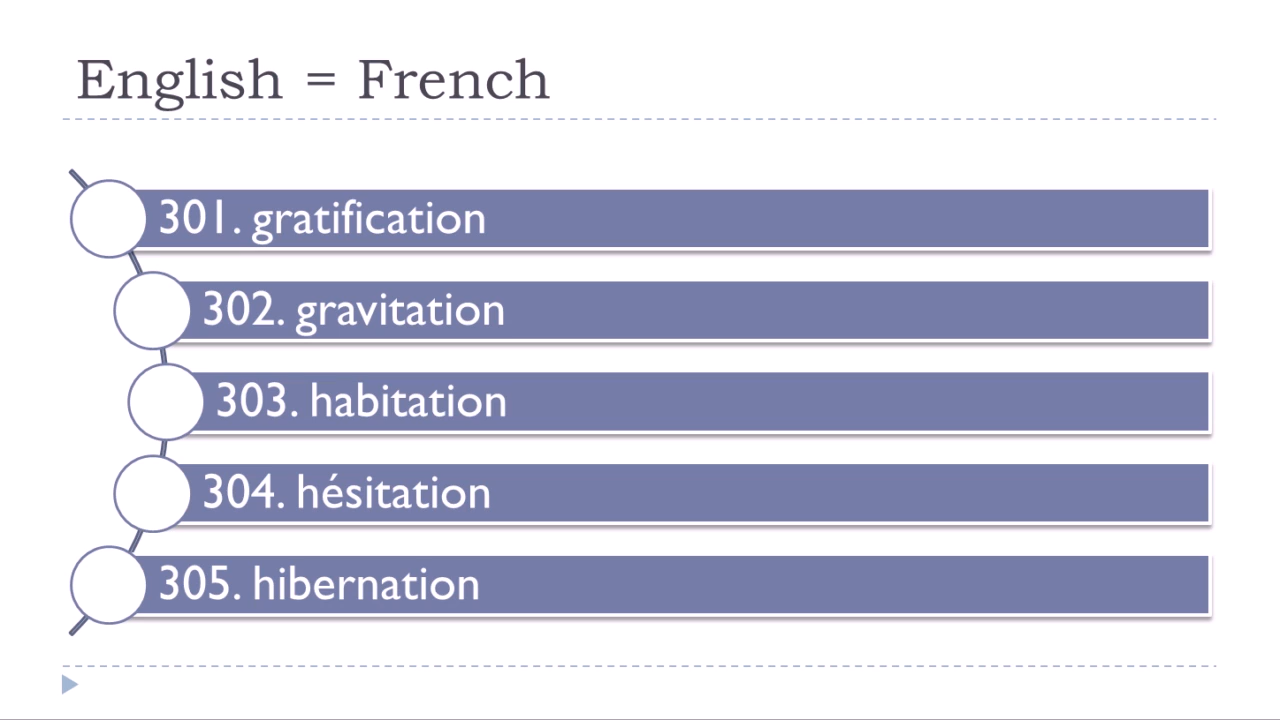 English = French
301. gratification
302. gravitation
303. habitation
304. hésitation
305. hibernation